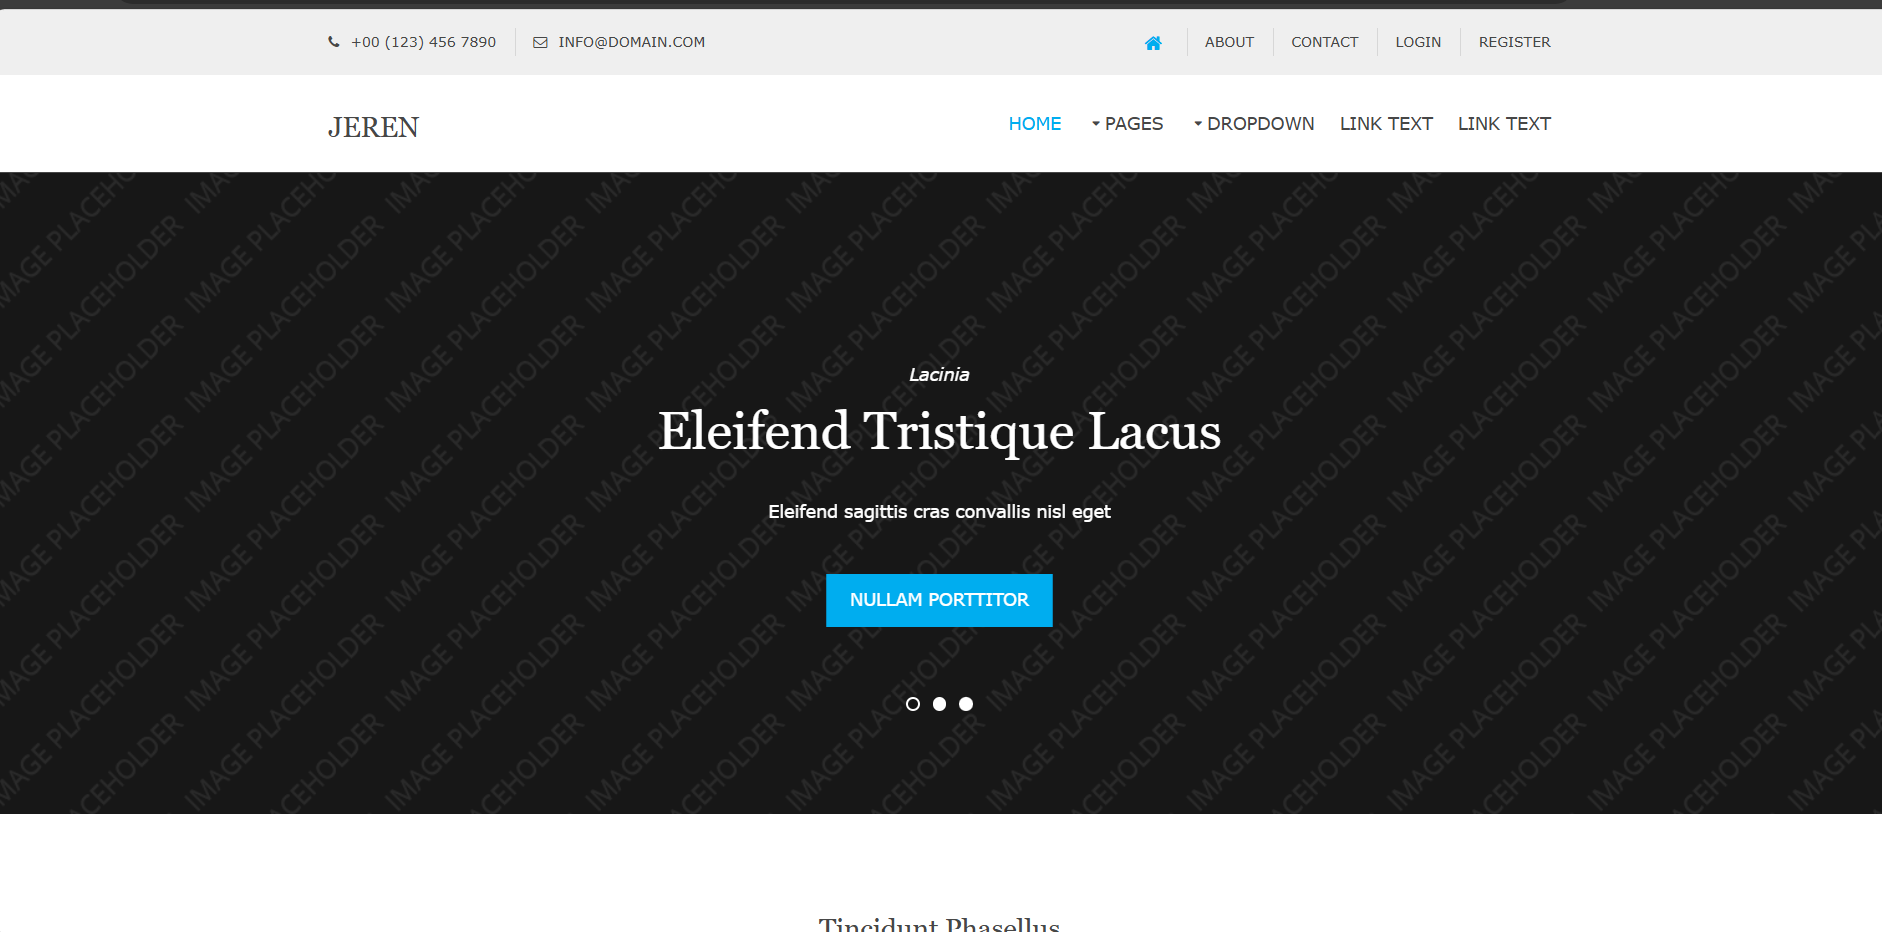 +00 (123) 456 7890 INFO@DOMAIN.COM ABOUT CONTACT LOGIN REGISTER
JEREN HOME PAGES DROPDOWN LINK TEXT LINK TEXT
IMAGE PLACEHOLDER
Lacinia
Eleifend Tristique Lacus
Eleifend sagittis cras convallis nisl eget
NULLAM PORTTITOR
Tincidunt Phasellus